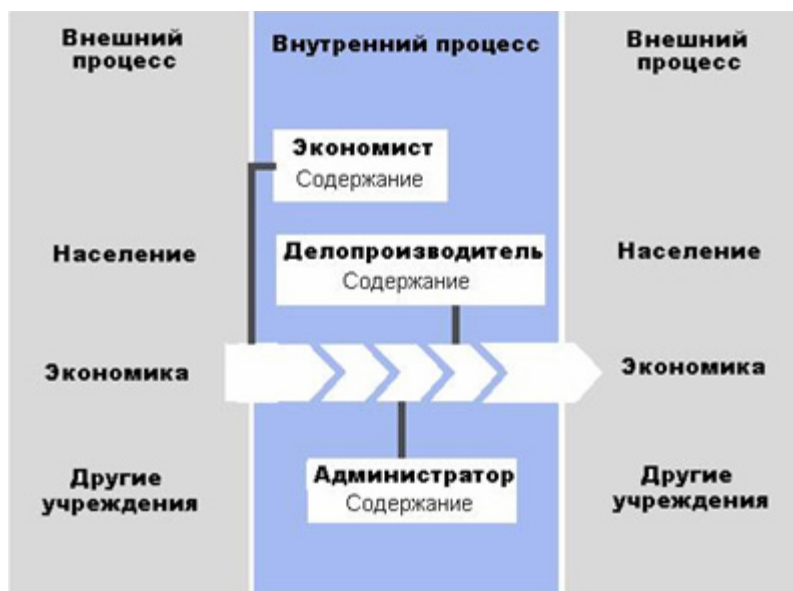 Внешний
процесс
Население
Экономика
Другие
учреждения
Внутренний процесс
Экономист
Содержание
Делопроизводитель
Содержание
Администратор
Содержание
Внешний
процесс
Население
Экономика
Другие
учреждения